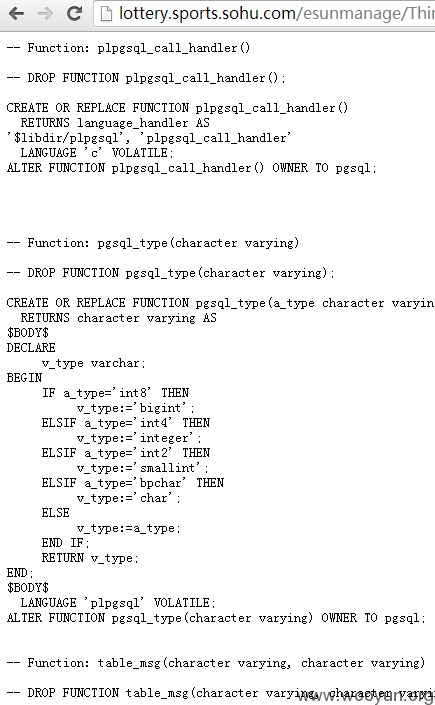 lottery.sports.sohu.com/esunmanage/Thin
-- Function: plpgsql_call_handler()
-- DROP FUNCTION plpgsql_call_handler();
CREATE OR REPLACE FUNCTION plpgsql_call_handler()
RETURNS language_handler AS
'$libdir/plpgsql', 'plpgsql_call_handler'
LANGUAGE 'c' VOLATILE;
ALTER FUNCTION plpgsql_call_handler() OWNER TO pgsql;
-- Function: pgsql_type(character varying)
-- DROP FUNCTION pgsql_type(character varying);
CREATE OR REPLACE FUNCTION pgsql_type(a_type character varyin
RETURNS character varying AS
$BODY$
DECLARE
v_type varchar;
BEGIN
IF a_type='int8' THEN
v_type:='bigint';
ELSIF a_type='int4' THEN
v_type:='integer';
ELSIF a_type='int2' THEN
v_type:='smallint';
ELSIF a_type='bpchar' THEN
v_type:='char';
ELSE
v_type:=a_type;
END IF;
RETURN v_type;
END;
$BODY$
LANGUAGE 'plpgsql' VOLATILE;
ALTER FUNCTION pgsql_type(character varying) OWNER TO pgsql;
-- Function: table_msg(character varying, character varying)
-- DROP FUNCTION table_msg(character varying, character varyin
www.wooyun.org